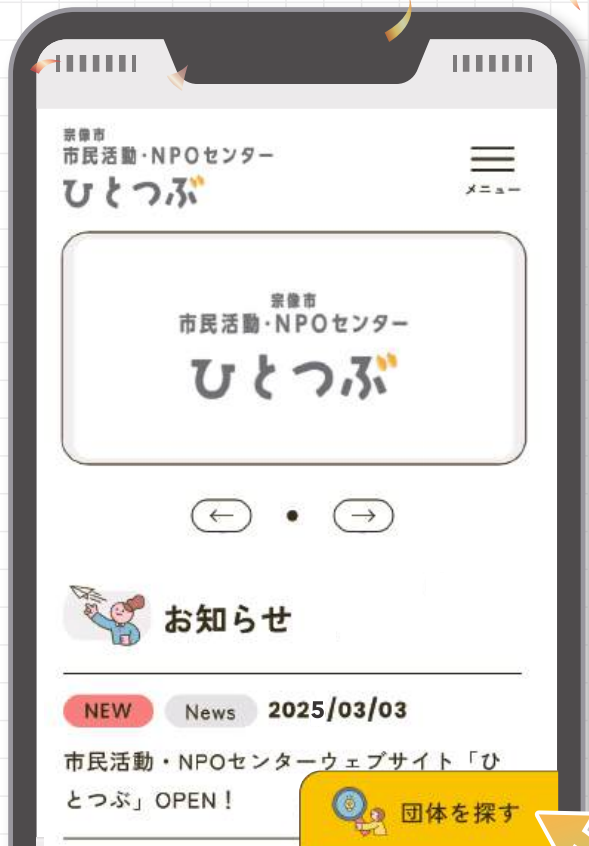 宗像市
市民活動・NPOセンター
ひとつぶ
メニュー
宗像市
市民活動・NPOセンター
ひとつぶ
← • →
お知らせ
NEW News 2025/03/03
市民活動・NPOセンターウェブサイト「ひ
とつぶ」OPEN！
団体を探す